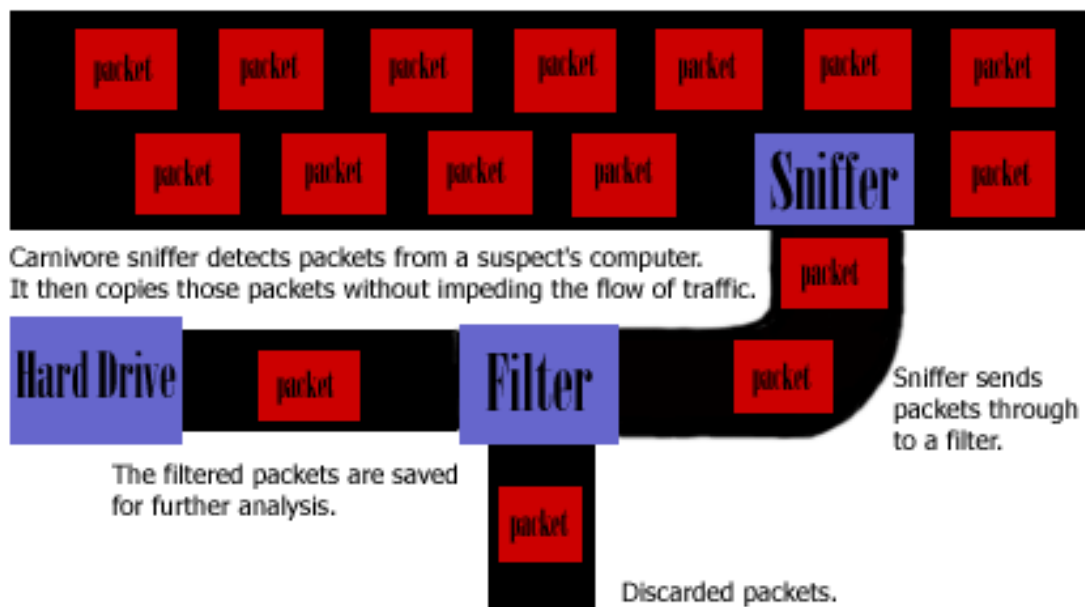 packet packet packet packet packet packet packet
packet packet packet packet Sniffer packet
Carnivore sniffer detects packets from a suspect's computer.
It then copies those packets without impeding the flow of traffic.
packet
Hard Drive packet Filter packet
Sniffer sends
packets through
to a filter.
The filtered packets are saved
for further analysis.
packet
Discarded packets.